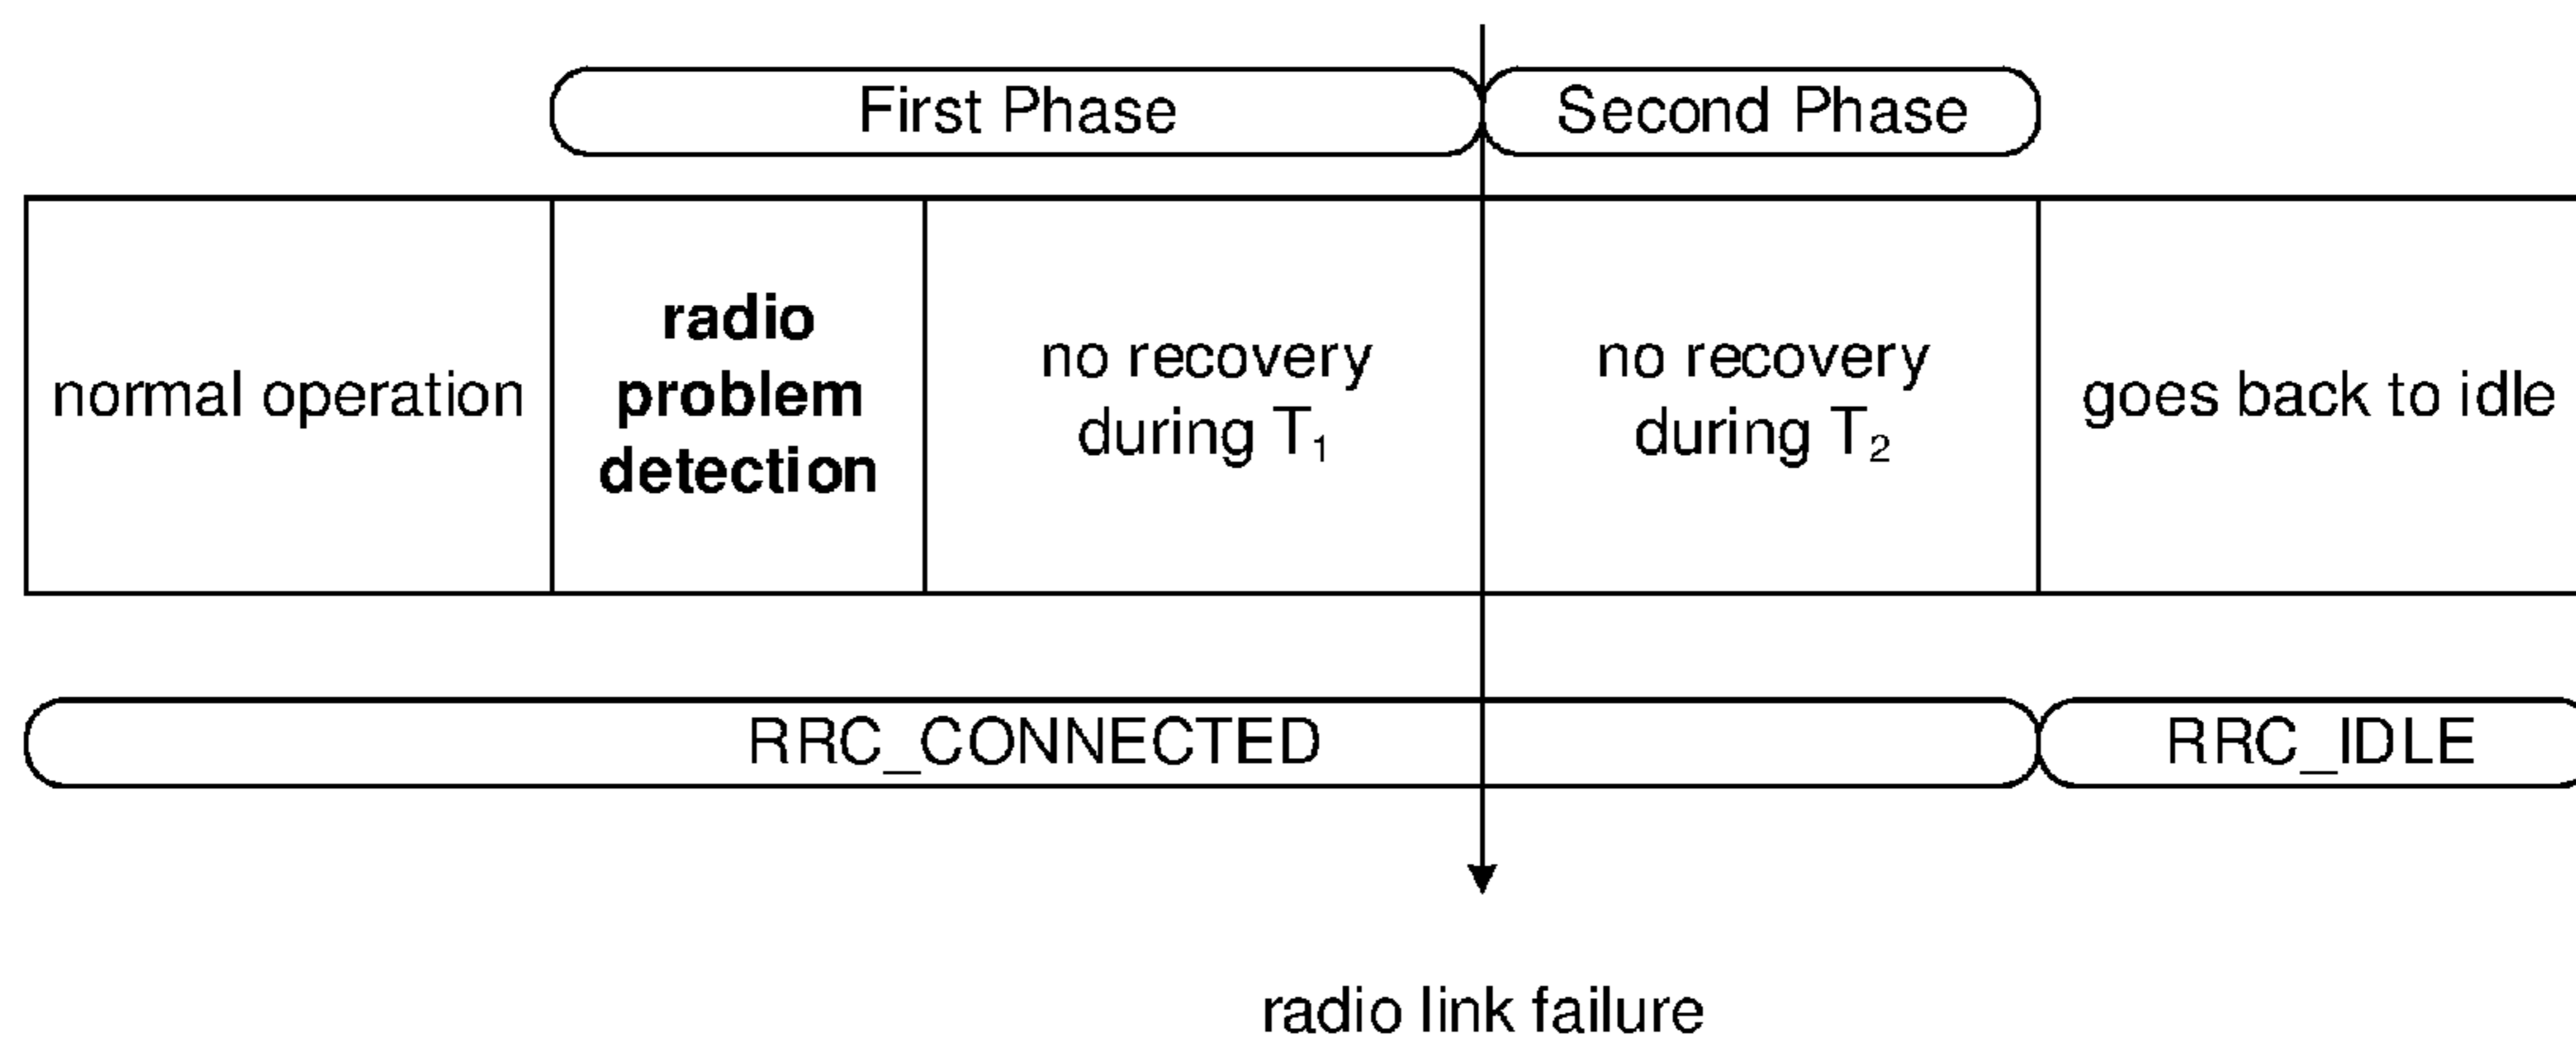 First Phase
Second Phase
normal operation
radio
problem
detection
no recovery
during T₁
no recovery
during T₂
goes back to idle
RRC_CONNECTED
RRC_IDLE
radio link failure